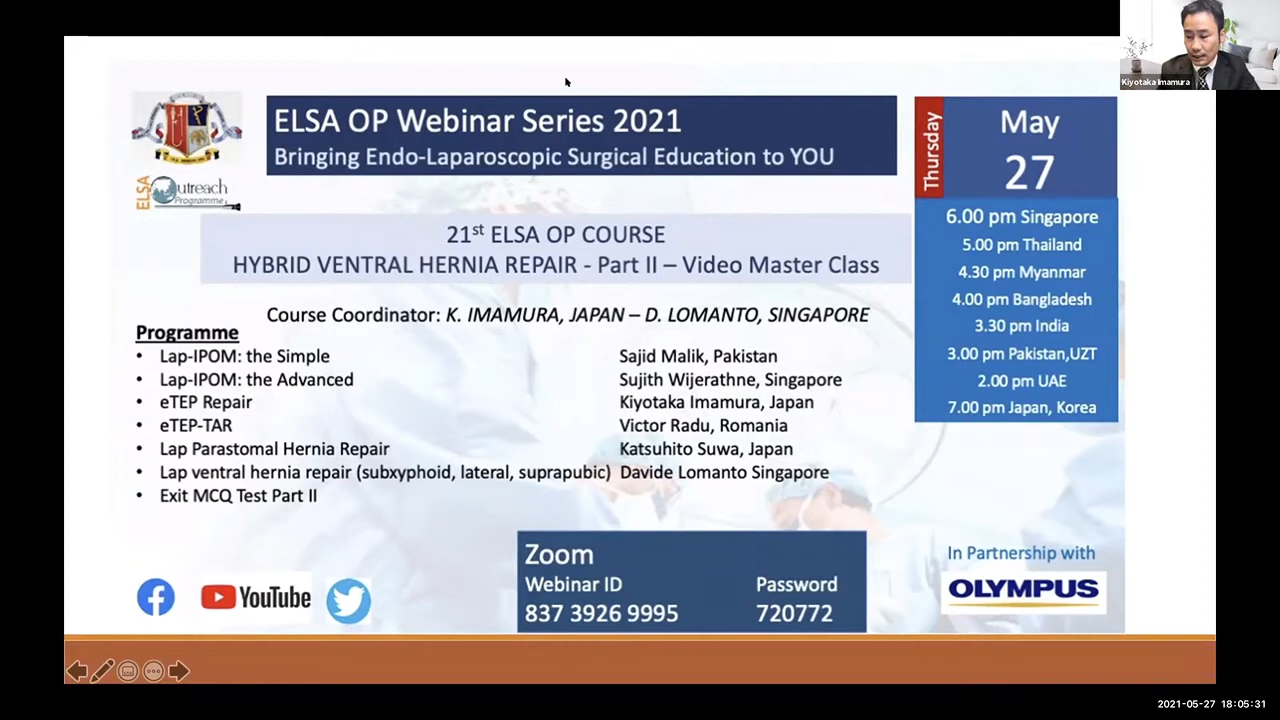 Kiyotaka Imamura
ELSA OP Webinar Series 2021
Bringing Endo-Laparoscopic Surgical Education to YOU
Thursday
May
27
ELSA
Outreach
Programme
21st ELSA OP COURSE
HYBRID VENTRAL HERNIA REPAIR - Part II – Video Master Class
6.00 pm Singapore
5.00 pm Thailand
4.30 pm Myanmar
4.00 pm Bangladesh
3.30 pm India
3.00 pm Pakistan,UZT
2.00 pm UAE
7.00 pm Japan, Korea
Course Coordinator: K. IMAMURA, JAPAN – D. LOMANTO, SINGAPORE
Programme
• Lap-IPOM: the Simple Sajid Malik, Pakistan
• Lap-IPOM: the Advanced Sujith Wijerathne, Singapore
• eTEP Repair Kiyotaka Imamura, Japan
• eTEP-TAR Victor Radu, Romania
• Lap Parastomal Hernia Repair Katsuhito Suwa, Japan
• Lap ventral hernia repair (subxyphoid, lateral, suprapubic) Davide Lomanto Singapore
• Exit MCQ Test Part II
YouTube
Zoom
Webinar ID Password
837 3926 9995 720772
In Partnership with
OLYMPUS
2021-05-27 18:05:31